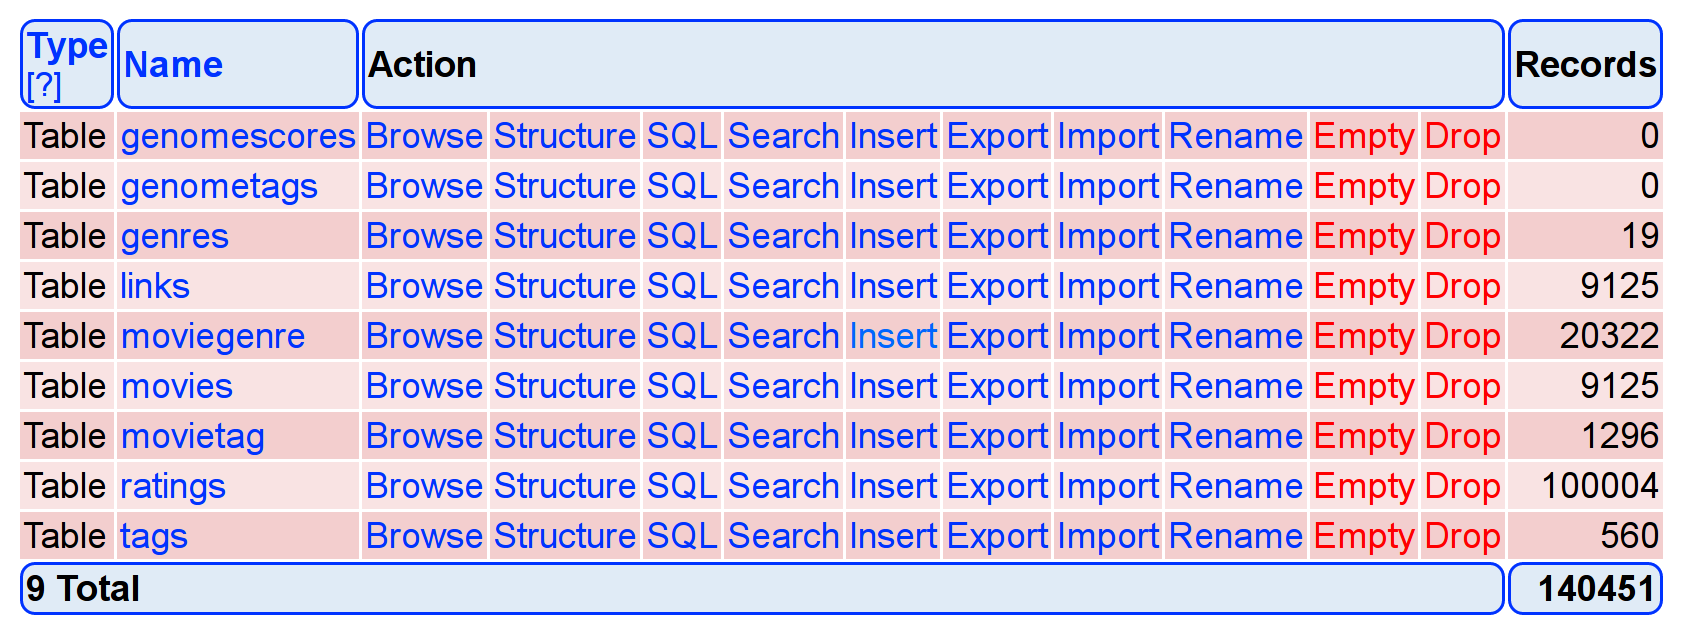 Type [?] Name Action Records
Table genomescores Browse Structure SQL Search Insert Export Import Rename Empty Drop 0
Table genometags Browse Structure SQL Search Insert Export Import Rename Empty Drop 0
Table genres Browse Structure SQL Search Insert Export Import Rename Empty Drop 19
Table links Browse Structure SQL Search Insert Export Import Rename Empty Drop 9125
Table moviegenre Browse Structure SQL Search Insert Export Import Rename Empty Drop 20322
Table movies Browse Structure SQL Search Insert Export Import Rename Empty Drop 9125
Table movietag Browse Structure SQL Search Insert Export Import Rename Empty Drop 1296
Table ratings Browse Structure SQL Search Insert Export Import Rename Empty Drop 100004
Table tags Browse Structure SQL Search Insert Export Import Rename Empty Drop 560
9 Total 140451